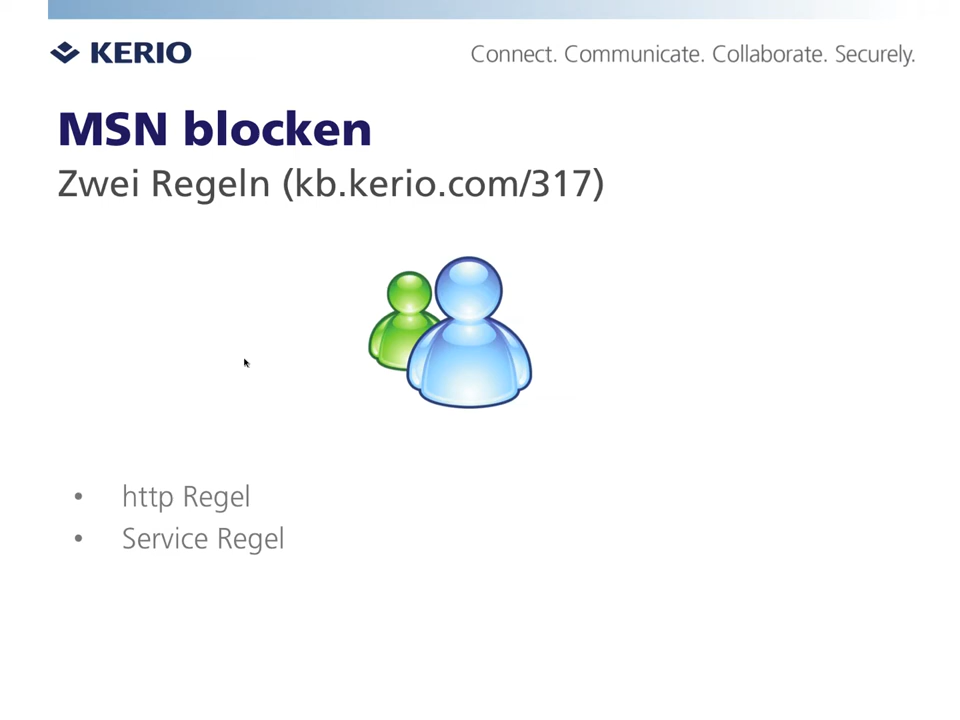 KERIO
Connect. Communicate. Collaborate. Securely.
MSN blocken
Zwei Regeln (kb.kerio.com/317)
• http Regel
• Service Regel